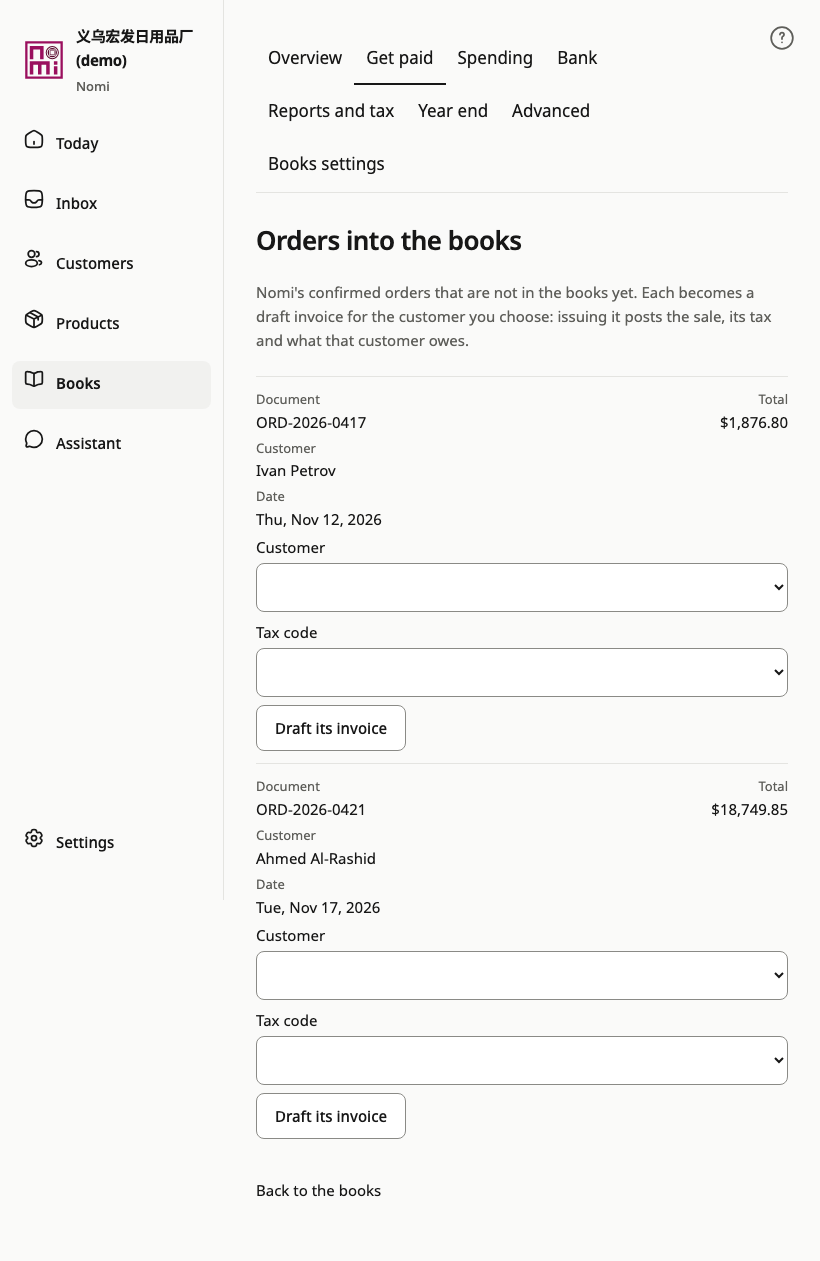 义乌宏发日用品厂
(demo)
Nomi
Today
Inbox
Customers
Products
Books
Assistant
Settings
Overview
Get paid
Spending
Bank
Reports and tax
Year end
Advanced
Books settings
Orders into the books
Nomi's confirmed orders that are not in the books yet. Each becomes a
draft invoice for the customer you choose: issuing it posts the sale, its tax
and what that customer owes.
Document
Total
ORD-2026-0417
$1,876.80
Customer
Ivan Petrov
Date
Thu, Nov 12, 2026
Customer
Tax code
Draft its invoice
Document
Total
ORD-2026-0421
$18,749.85
Customer
Ahmed Al-Rashid
Date
Tue, Nov 17, 2026
Customer
Tax code
Draft its invoice
Back to the books